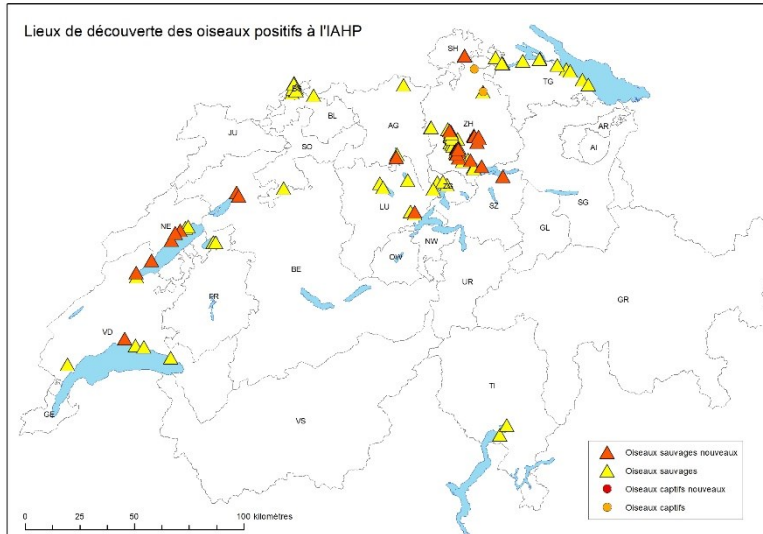 Lieux de découverte des oiseaux positifs à l'IAHP
SH
TG
BS
BL
AG
ZH
AR
AI
JU
SO
ZG
LU
SZ
SG
NE
NW
GL
OW
BE
UR
FR
GR
VD
TI
GE
VS
Oiseaux sauvages nouveaux
Oiseaux sauvages
Oiseaux captifs nouveaux
Oiseaux captifs
0 25 50 100 kilomètres